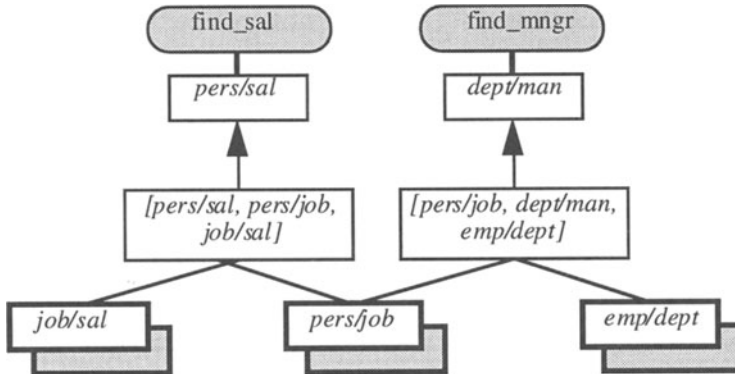 find_sal
find_mngr
pers/sal
dept/man
[pers/sal, pers/job,
job/sal]
[pers/job, dept/man,
emp/dept]
job/sal
pers/job
emp/dept